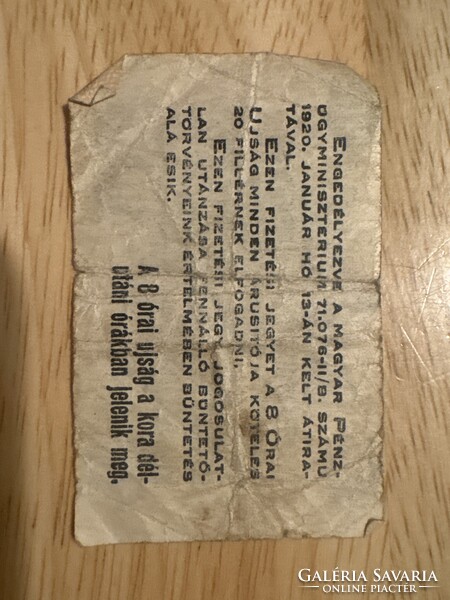 ENGEDÉLYEZVE A MAGYAR PÉNZ-
ÜGYMINISZTERIUM 71.076-II/B. SZÁMÚ
1920. JANUÁR HÓ 13-ÁN KELT ÁTIRA-
TÁVAL.
EZEN FIZETÉSI JEGYET A 8 ÓRAI
UJSÁG MINDEN ÁRUSITÓJA KÖTELES
20 FILLÉRNEK ELFOGADNI.
EZEN FIZETÉSI JEGY JOGOSULAT-
LAN UTÁNZÁSA FENNÁLLÓ BÜNTETŐ-
TÖRVÉNYEINK ÉRTELMÉBEN BÜNTETÉS
ALÁ ESIK.
A 8 órai ujság a kora dél-
utáni órákban jelenik meg.
GALÉRIA SAVARIA
ONLINE PIACTÉR